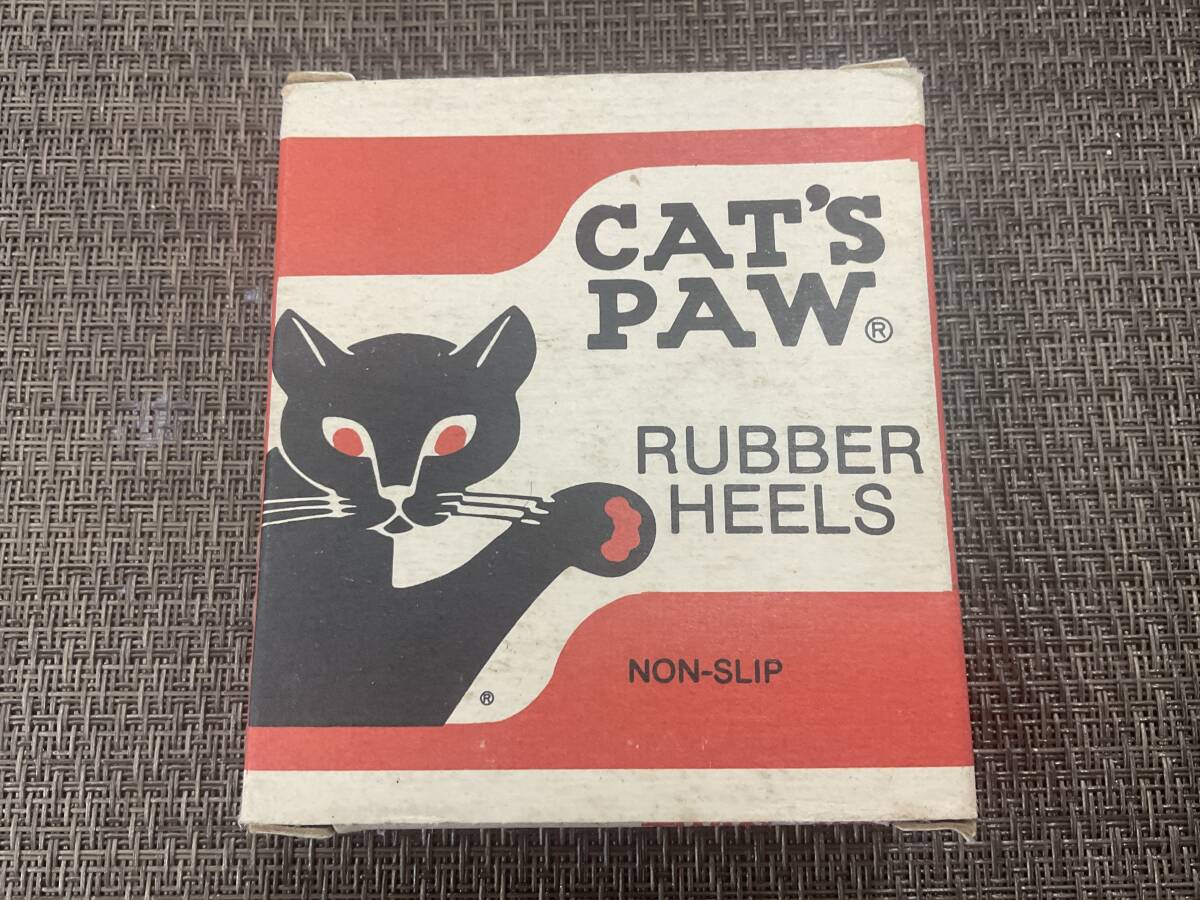 CAT'S
PAW®
RUBBER
HEELS
NON-SLIP
®